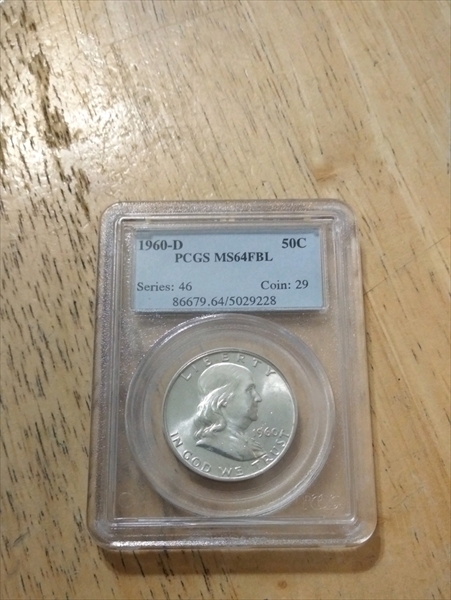 1960-D 50C
PCGS MS64FBL
Series: 46 Coin: 29
86679.64/5029228
LIBERTY
1960
IN GOD WE TRUST